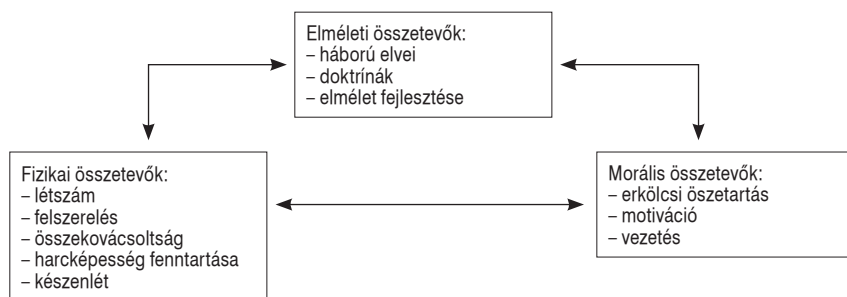 Elméleti összetevők:
– háború elvei
– doktrínák
– elmélet fejlesztése
Fizikai összetevők:
– létszám
– felszerelés
– összekovácsoltság
– harcképesség fenntartása
– készenlét
Morális összetevők:
– erkölcsi öszetartás
– motiváció
– vezetés